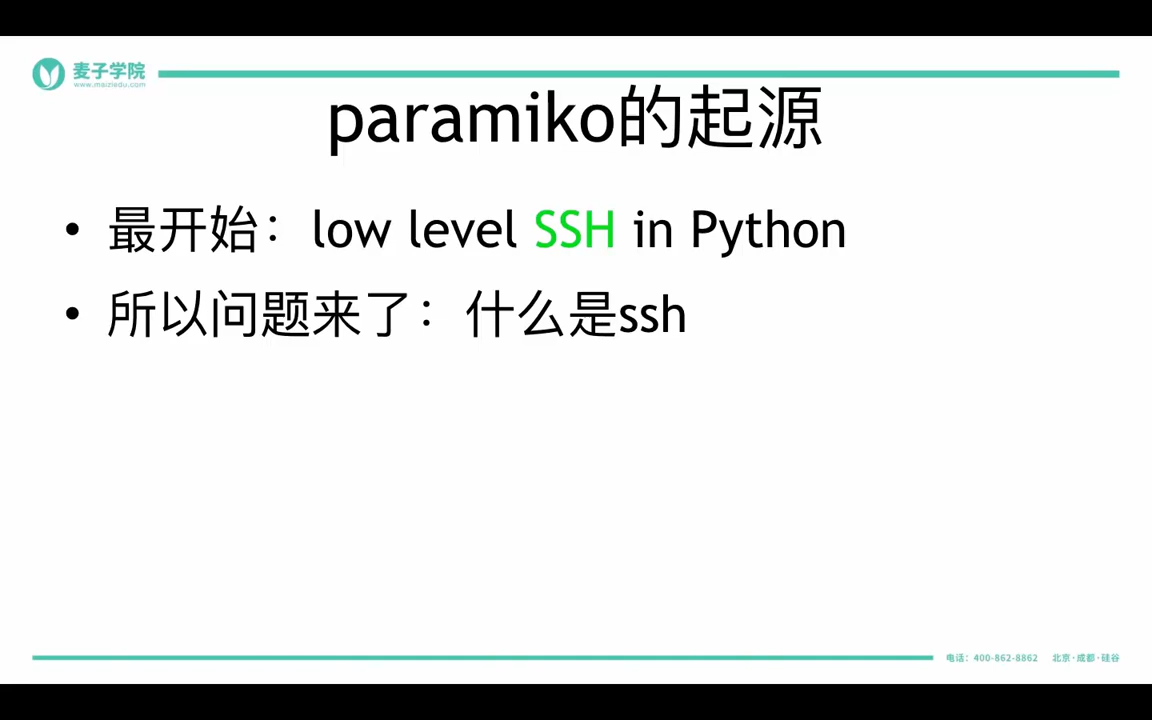 麦子学院
www.maiziedu.com
paramiko的起源
• 最开始：low level SSH in Python
• 所以问题来了：什么是ssh
电话：400-862-8862 北京·成都·硅谷